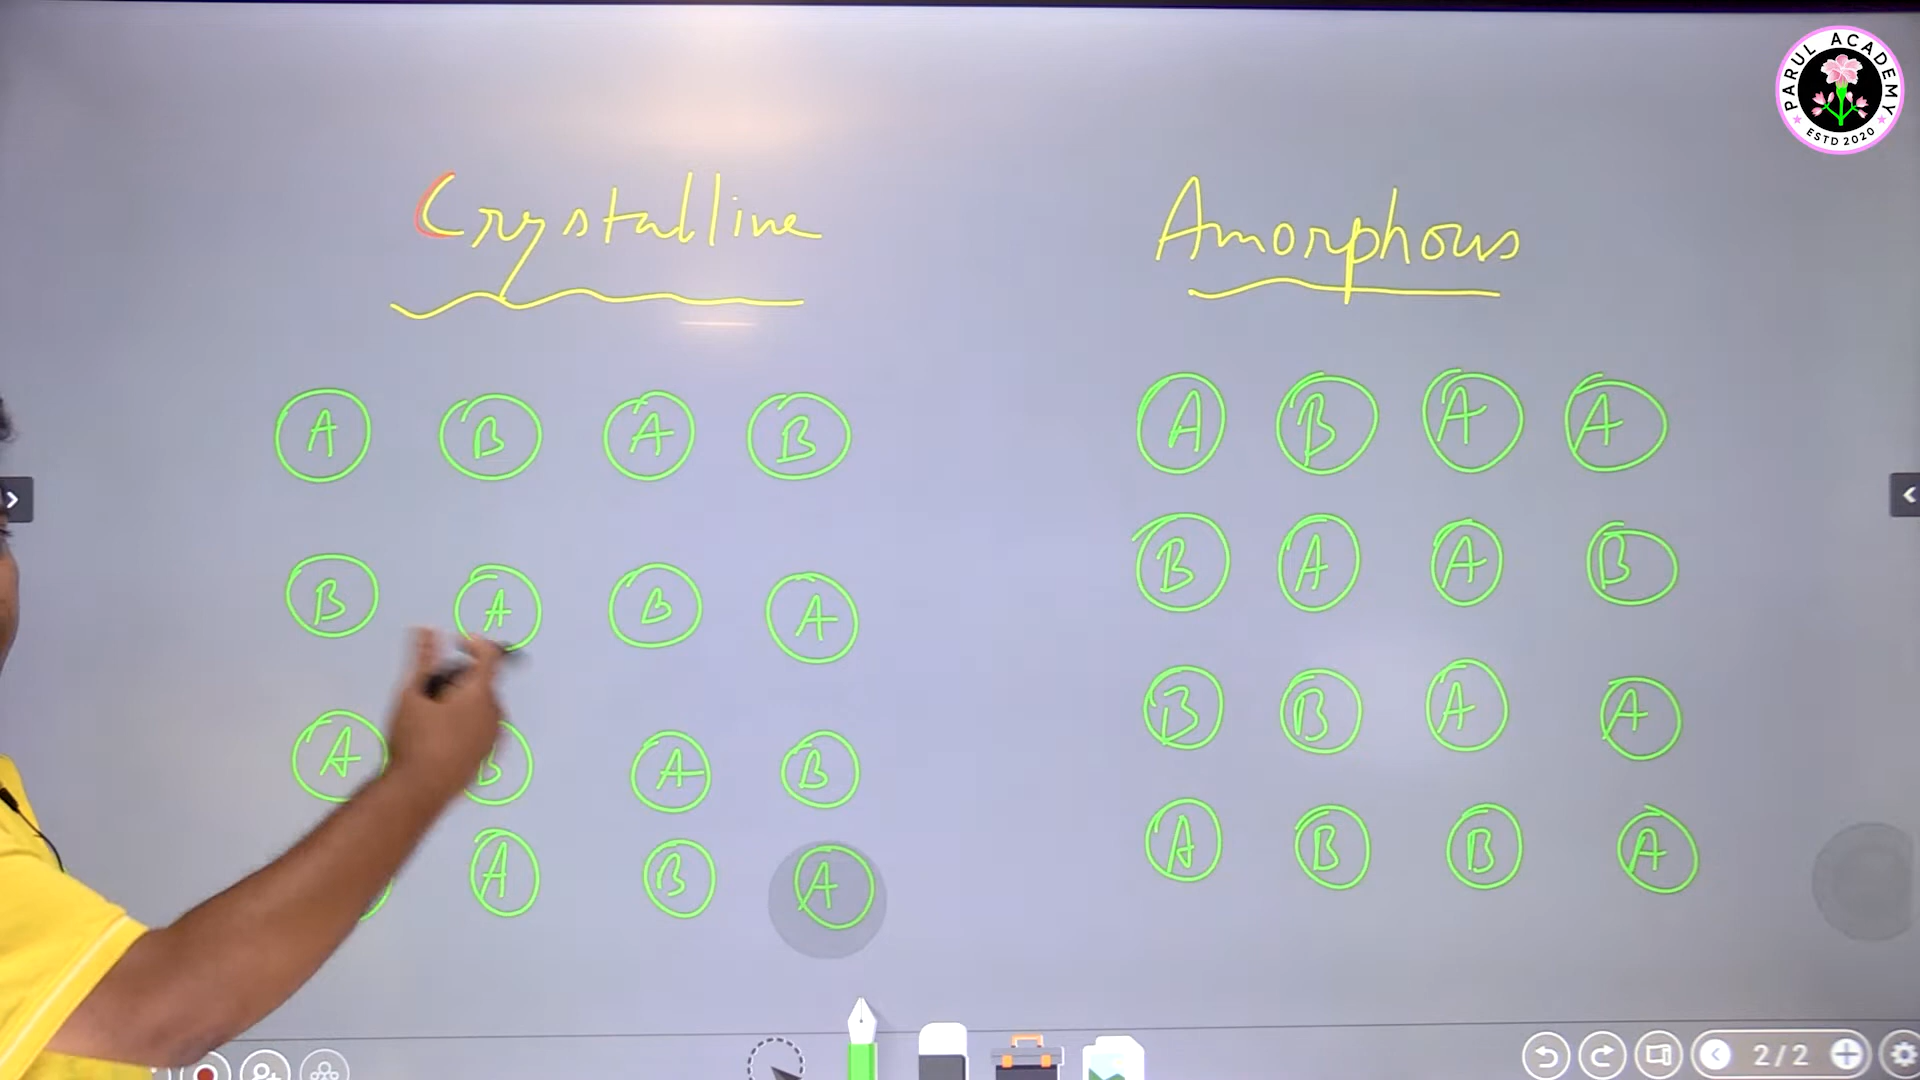 PARUL ACADEMY
ESTD 2020
Crystalline
Amorphous
A B A B
A B A A
B A B A
B A A B
A B A B
B B A A
A B A
A B B A
2/2